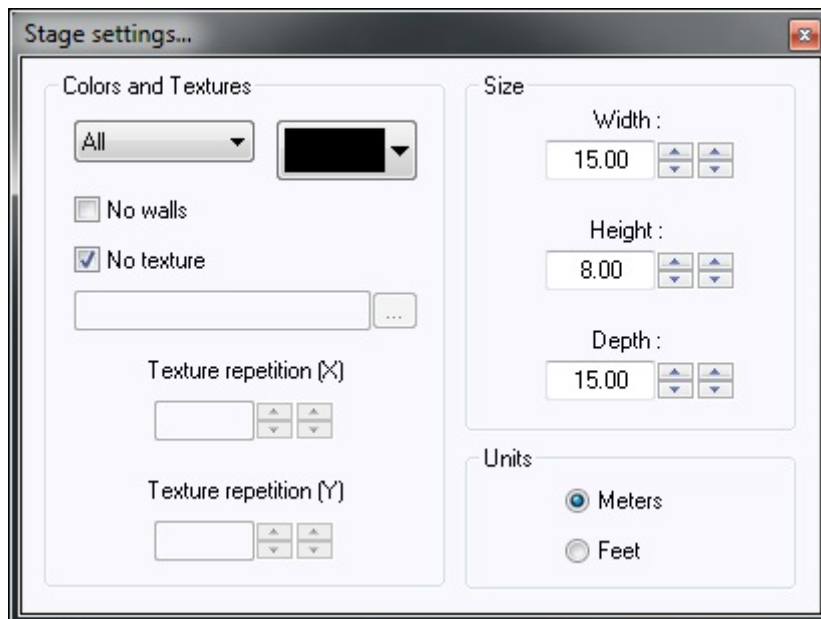 Stage settings...
Colors and Textures
All
No walls
No texture
...
Texture repetition (X)
Texture repetition (Y)
Size
Width :
15.00
Height :
8.00
Depth :
15.00
Units
Meters
Feet